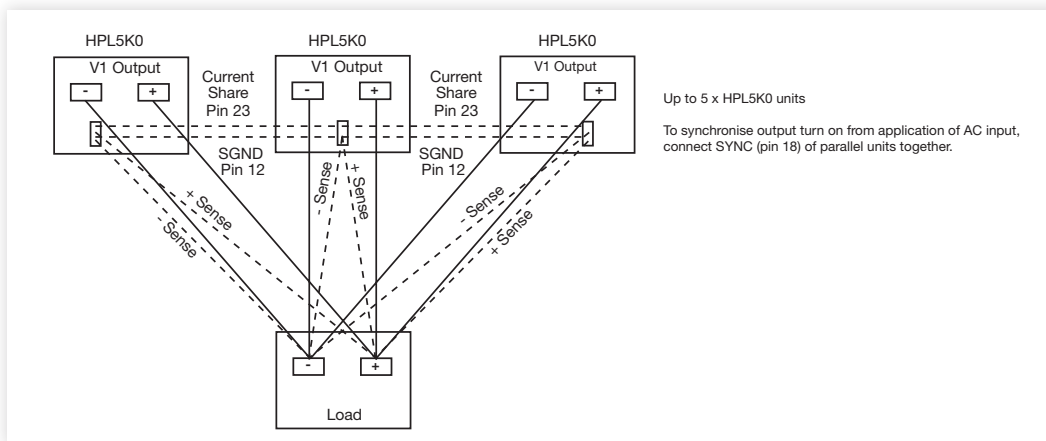 HPL5K0
V1 Output
-
+
Current
Share
Pin 23
SGND
Pin 12
HPL5K0
V1 Output
-
+
Current
Share
Pin 23
SGND
Pin 12
HPL5K0
V1 Output
-
+
Up to 5 x HPL5K0 units
To synchronise output turn on from application of AC input,
connect SYNC (pin 18) of parallel units together.
+ Sense
- Sense
- Sense
+ Sense
- Sense
+ Sense
-
+
Load